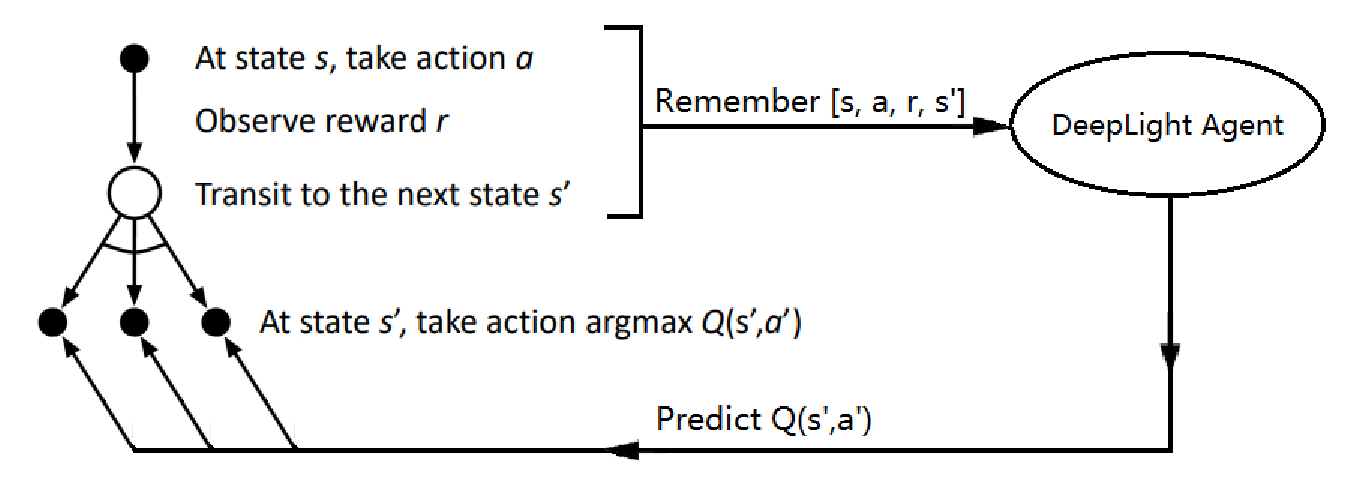 At state s, take action a
Observe reward r
Transit to the next state s′
Remember [s, a, r, s']
DeepLight Agent
At state s′, take action argmax Q(s′,a′)
Predict Q(s',a')